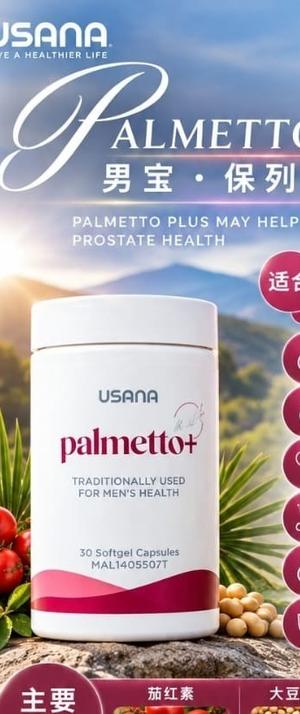 USANA
E A HEALTHIER LIFE
PALMETTO
男宝·保列
PALMETTO PLUS MAY HELP
PROSTATE HEALTH
适合
USANA
palmetto+
TRADITIONALLY USED
FOR MEN'S HEALTH
30 Softgel Capsules
MAL1405507T
主要
茄红素
大豆